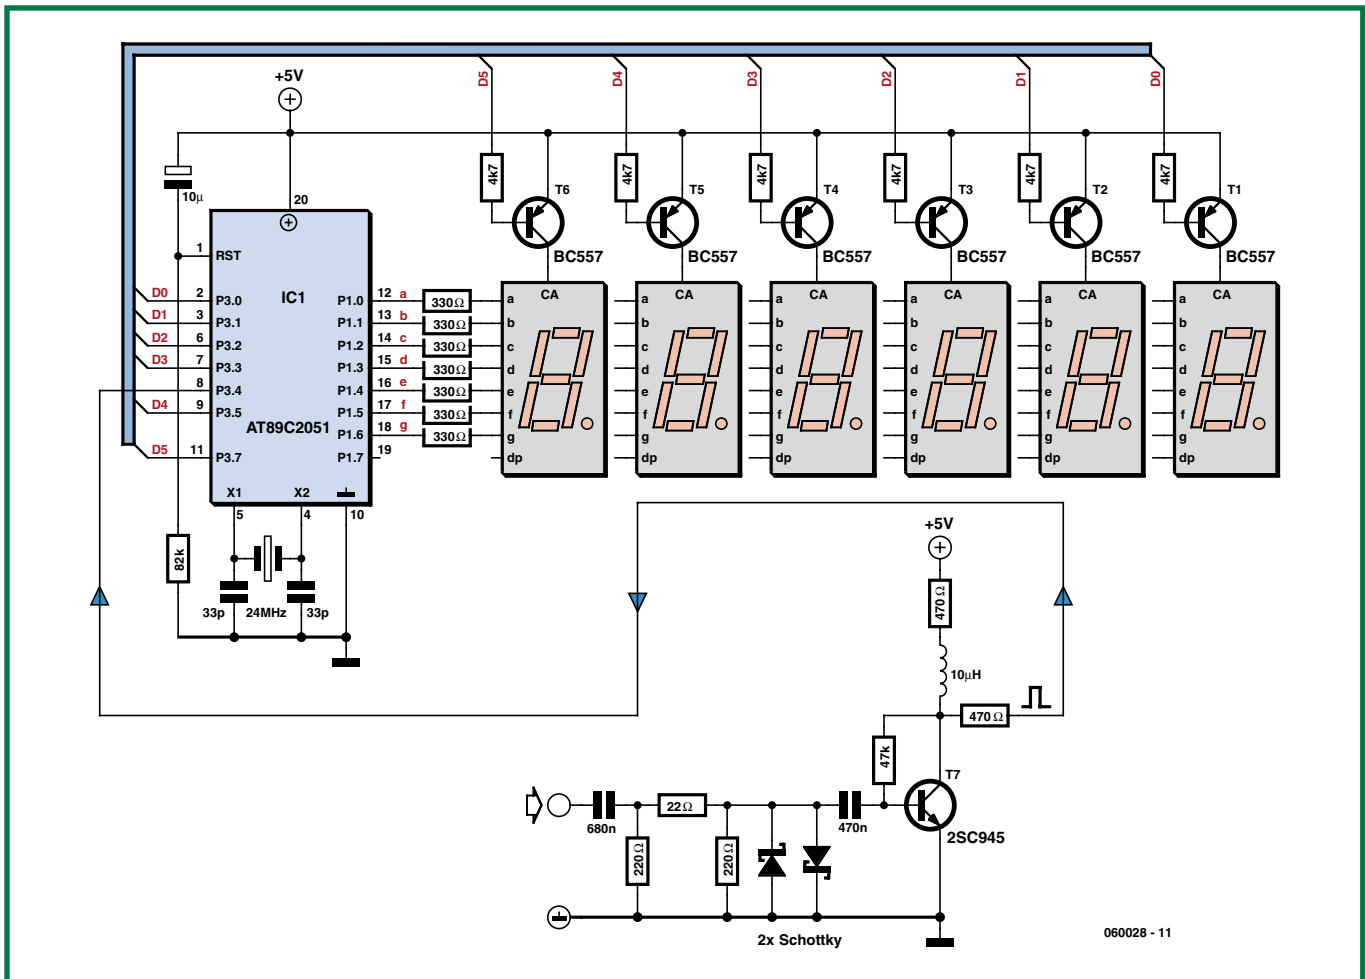 D5 D4 D3 D2 D1 D0
+5V
4k7 4k7 4k7 4k7 4k7 4k7
10µ
T6 T5 T4 T3 T2 T1
20
BC557 BC557 BC557 BC557 BC557 BC557
1 RST
IC1
CA CA CA CA CA CA
D0 2 P3.0 P1.0 12 a 330Ω a a a a a a
D1 3 P3.1 P1.1 13 b 330Ω b b b b b b
D2 6 P3.2 P1.2 14 c 330Ω c c c c c c
D3 7 P3.3 P1.3 15 d 330Ω d d d d d d
8 P3.4 P1.4 16 e 330Ω e e e e e e
D4 9 P3.5 P1.5 17 f 330Ω f f f f f f
AT89C2051
P1.6 18 g 330Ω g g g g g g
D5 11 P3.7 P1.7 19 dp dp dp dp dp dp
X1 X2
5 4 10
+5V
82k
33p 24MHz 33p
470Ω
10µH
470Ω
47k
T7
22Ω
680n 470n
2SC945
220Ω 220Ω
2x Schottky
060028 - 11